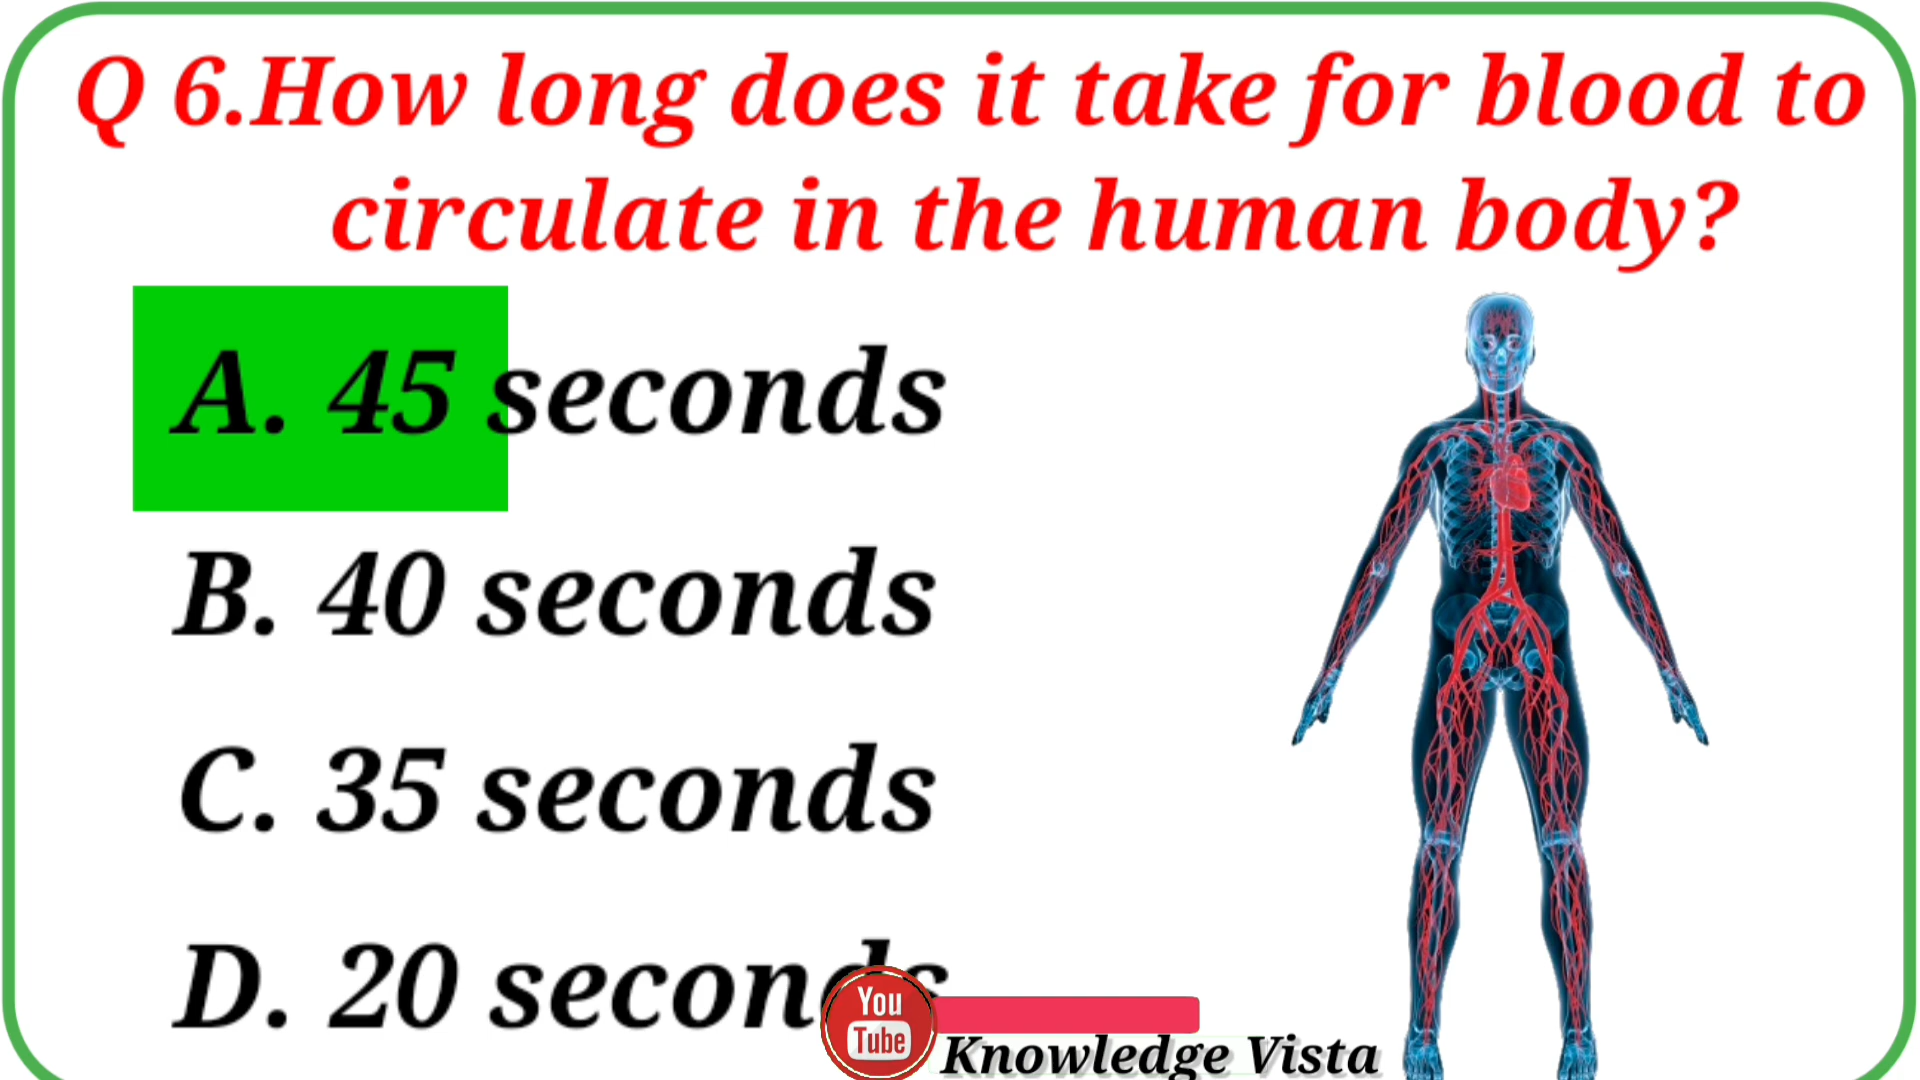 Q 6.How long does it take for blood to
circulate in the human body?
A. 45 seconds
B. 40 seconds
C. 35 seconds
D. 20 seconds
You
Tube
Knowledge Vista